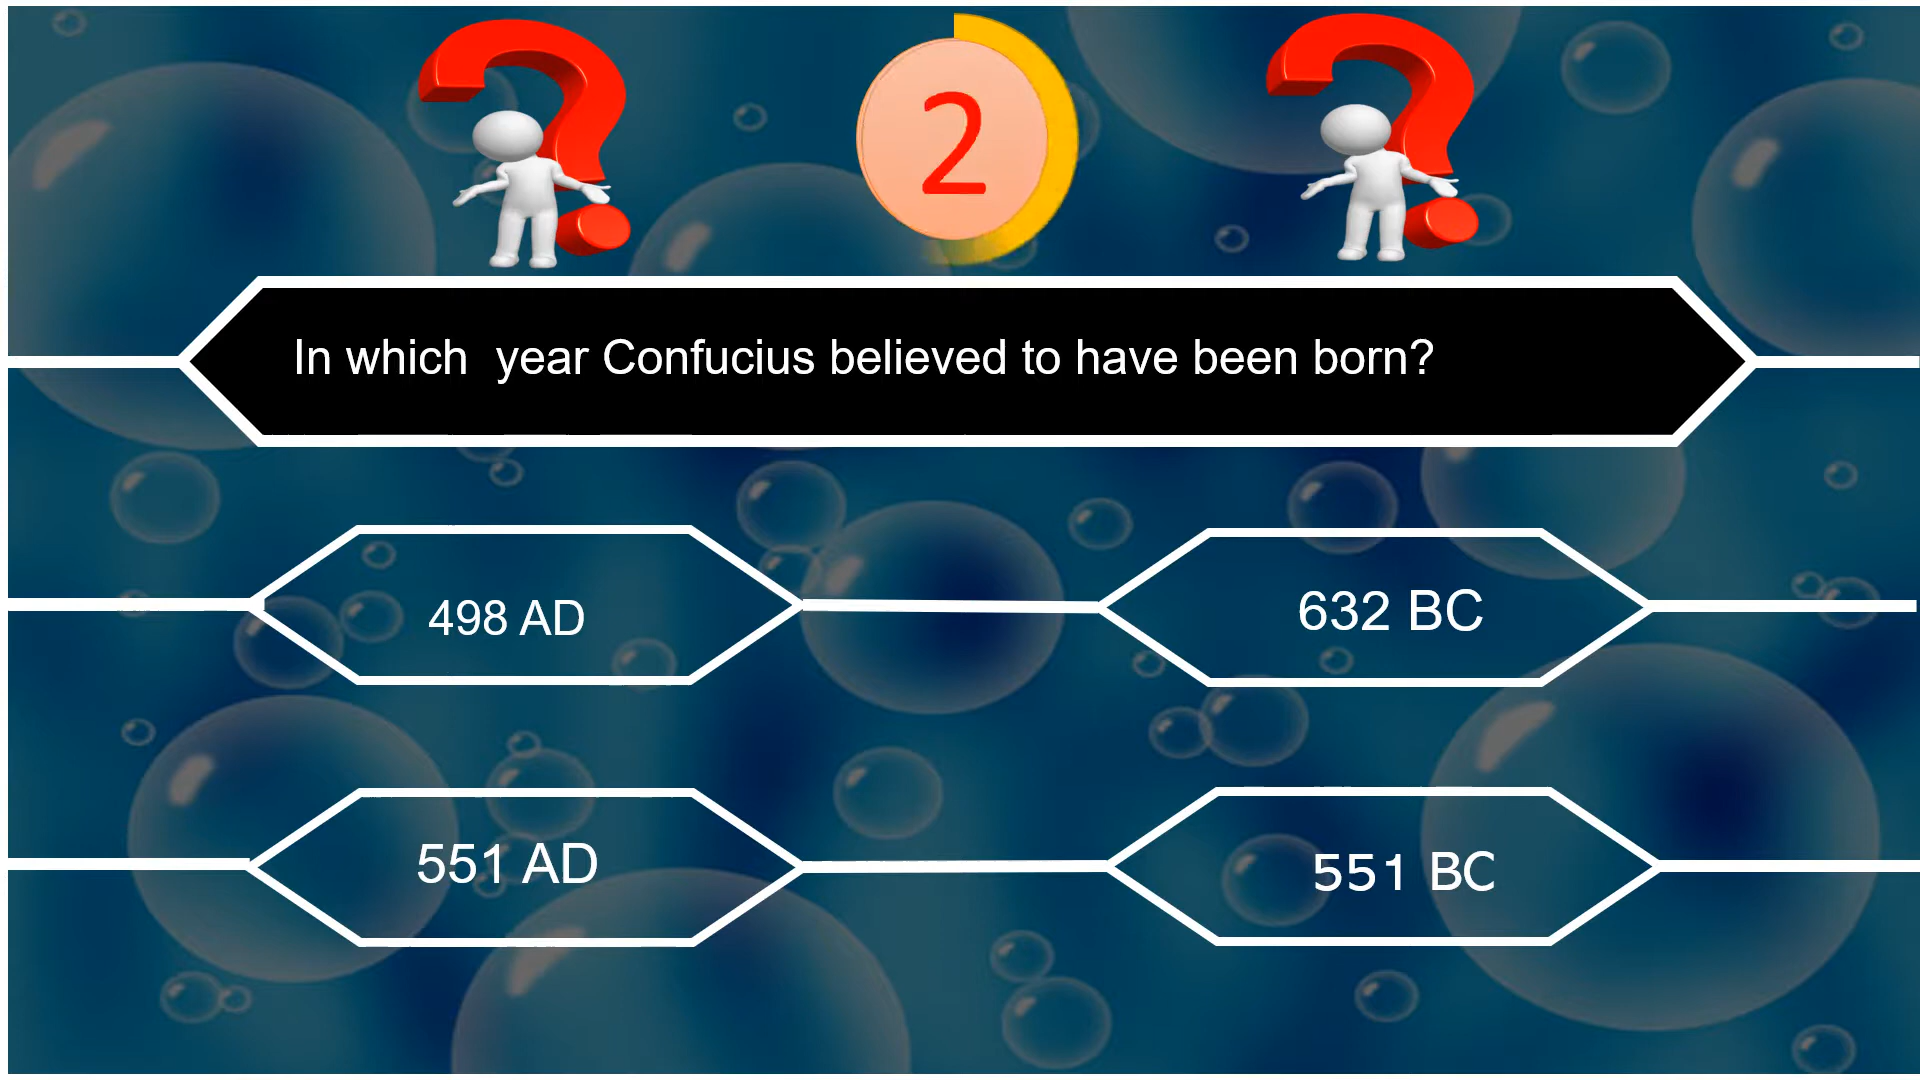 2
In which  year Confucius believed to have been born?
498 AD
632 BC
551 AD
551 BC